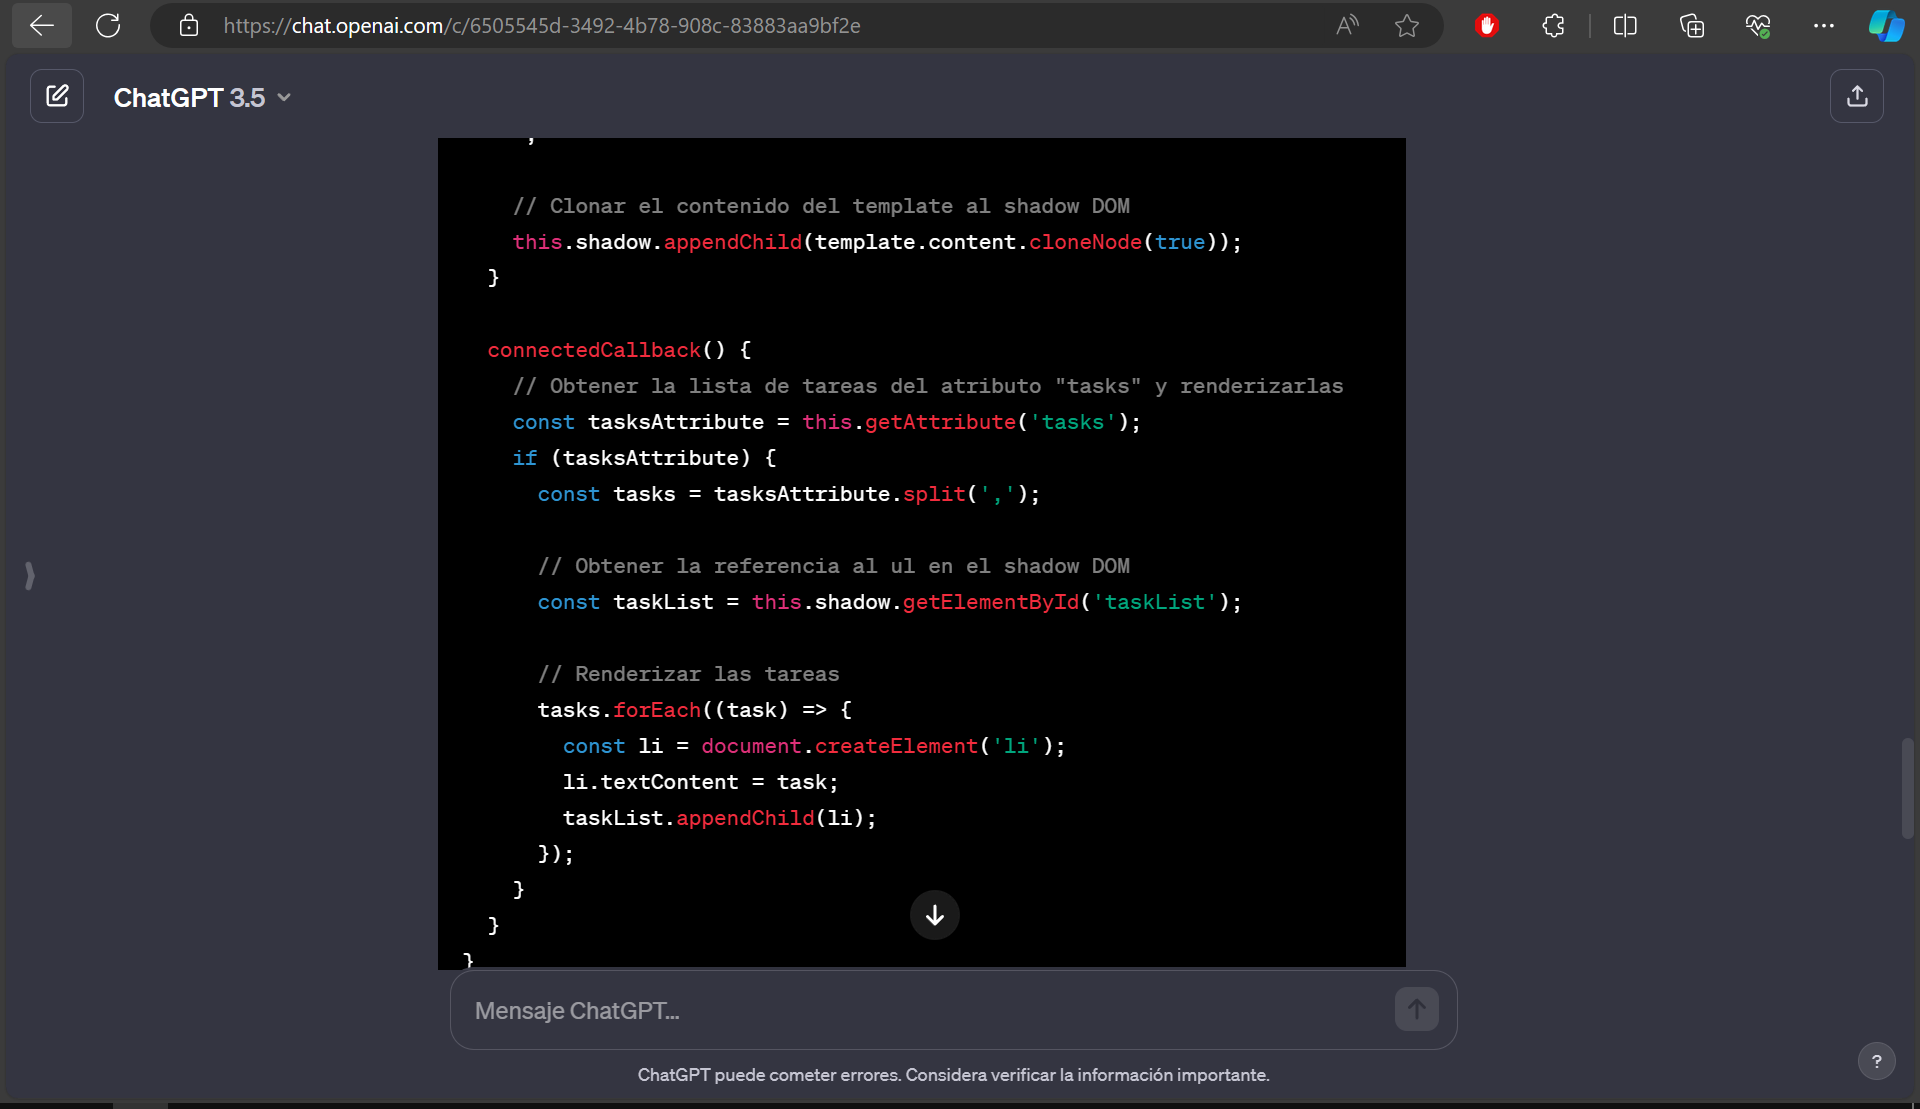 https://chat.openai.com/c/6505545d-3492-4b78-908c-83883aa9bf2e
ChatGPT 3.5
// Clonar el contenido del template al shadow DOM
this.shadow.appendChild(template.content.cloneNode(true));
}
connectedCallback() {
// Obtener la lista de tareas del atributo "tasks" y renderizarlas
const tasksAttribute = this.getAttribute('tasks');
if (tasksAttribute) {
const tasks = tasksAttribute.split(',');
// Obtener la referencia al ul en el shadow DOM
const taskList = this.shadow.getElementById('taskList');
// Renderizar las tareas
tasks.forEach((task) => {
const li = document.createElement('li');
li.textContent = task;
taskList.appendChild(li);
});
}
}
}
Mensaje ChatGPT...
ChatGPT puede cometer errores. Considera verificar la información importante.
?